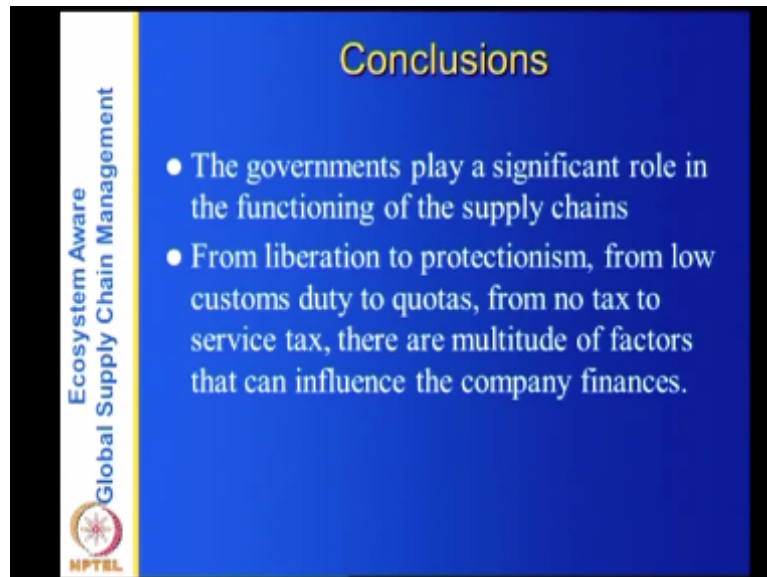 Conclusions
● The governments play a significant role in
the functioning of the supply chains
● From liberation to protectionism, from low
customs duty to quotas, from no tax to
service tax, there are multitude of factors
that can influence the company finances.
Ecosystem Aware
Global Supply Chain Management
NPTEL